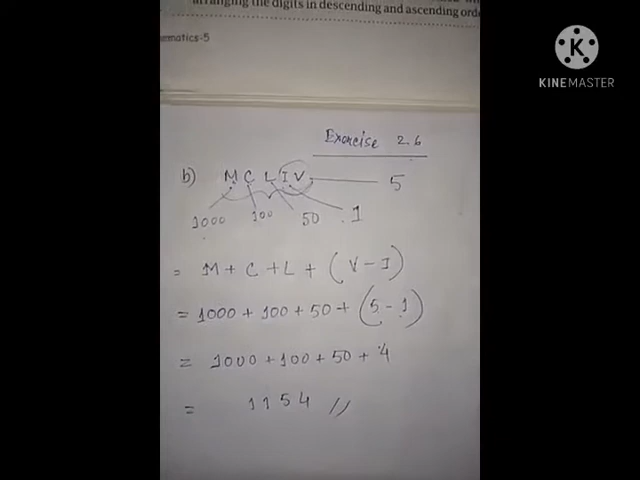 arranging the digits in descending and ascending orde
ematics-5
K
KINEMASTER
Exercise 2.6
b) M C L I V 5
1000 100 50 1
= M + C + L + (V - I)
= 1000 + 100 + 50 + (5 - 1)
= 1000 + 100 + 50 + 4
= 1154 //